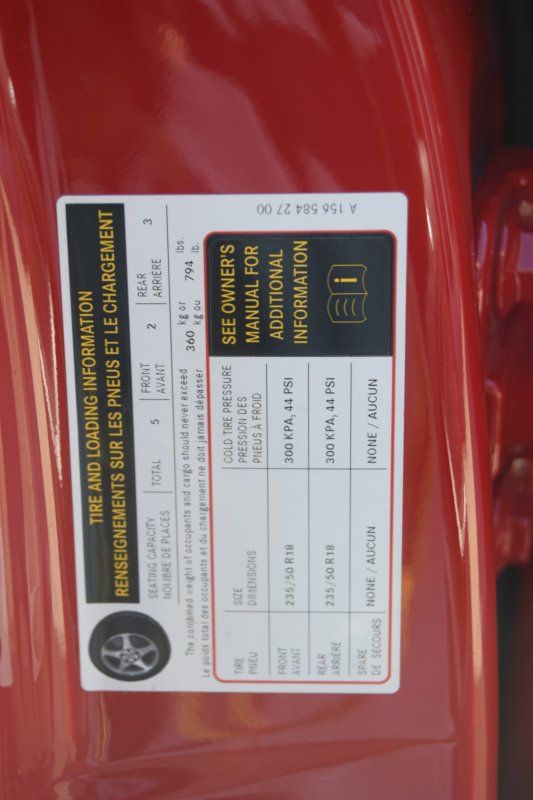 TIRE AND LOADING INFORMATION
RENSEIGNEMENTS SUR LES PNEUS ET LE CHARGEMENT
SEATING CAPACITY TOTAL 5 FRONT 2 REAR 3
NOMBRE DE PLACES AVANT ARRIÈRE
The combined weight of occupants and cargo should never exceed 360 kg or 794 lbs.
Le poids total des occupants et du chargement ne doit jamais dépasser kg ou lb.
TIRE SIZE COLD TIRE PRESSURE
PNEU DIMENSIONS PRESSION DES
PNEUS À FROID
FRONT 235/50 R18 300 KPA, 44 PSI
AVANT
REAR 235/50 R18 300 KPA, 44 PSI
ARRIÈRE
SPARE NONE / AUCUN NONE / AUCUN
DE SECOURS
SEE OWNER'S
MANUAL FOR
ADDITIONAL
INFORMATION
i
A 156 584 27 00